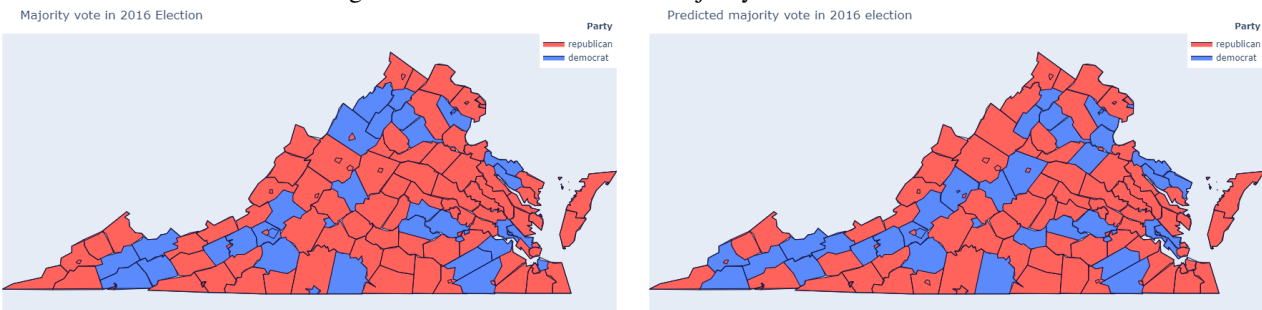 Majority vote in 2016 Election
Party
republican
democrat
Predicted majority vote in 2016 election
Party
republican
democrat